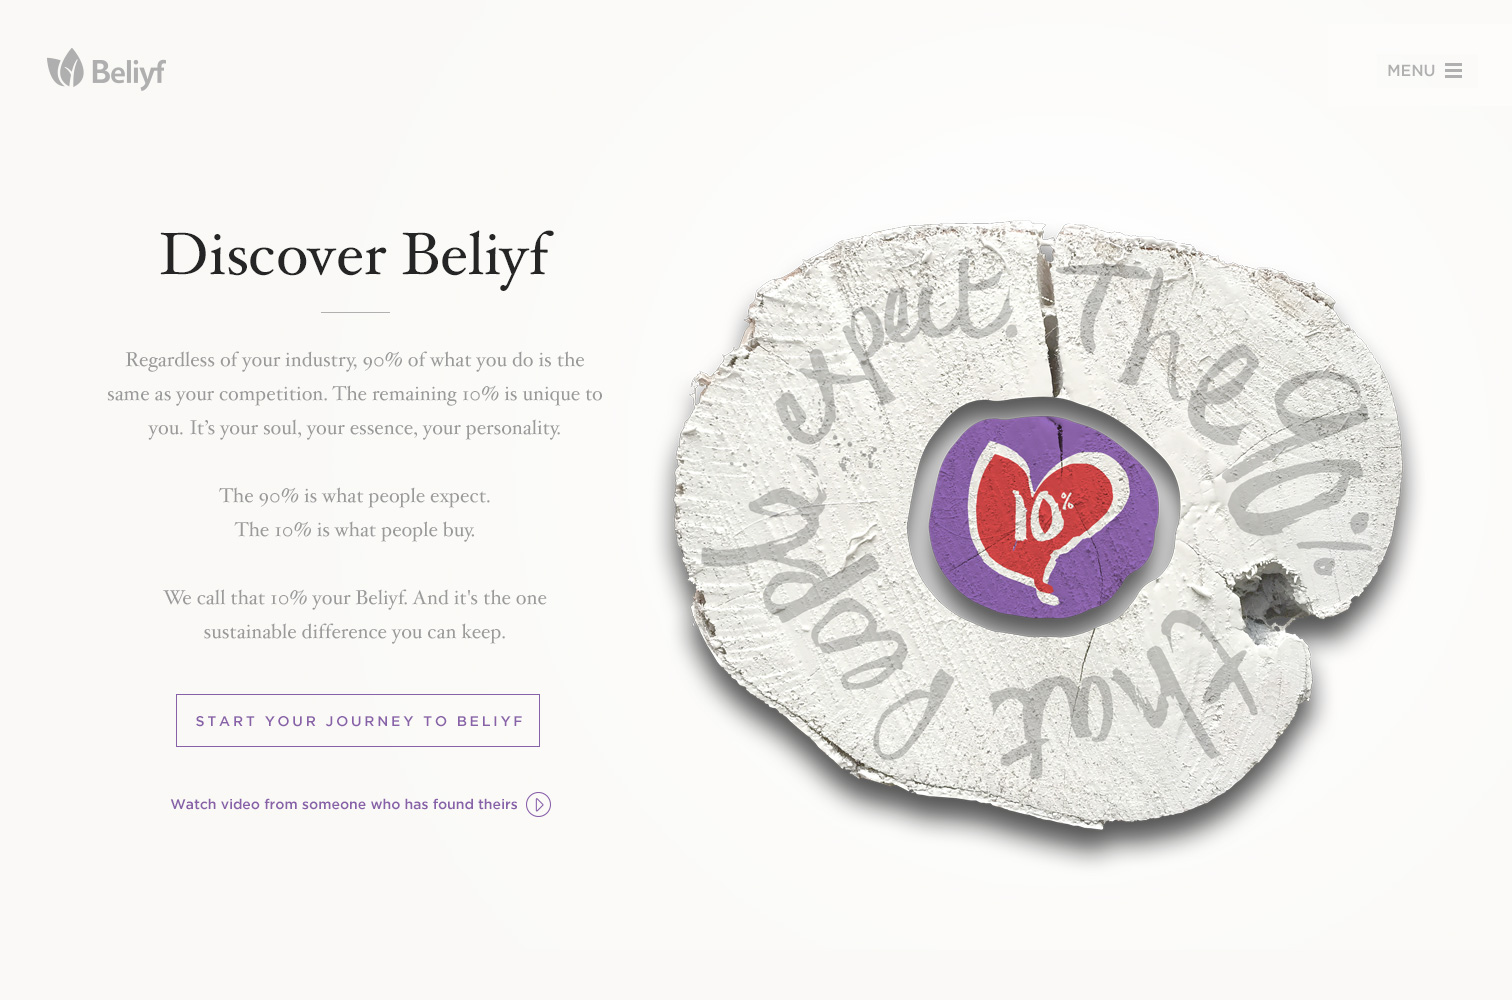 Beliyf
MENU
Discover Beliyf
Regardless of your industry, 90% of what you do is the
same as your competition. The remaining 10% is unique to
you. It’s your soul, your essence, your personality.
The 90% is what people expect.
The 10% is what people buy.
We call that 10% your Beliyf. And it's the one
sustainable difference you can keep.
START YOUR JOURNEY TO BELIYF
Watch video from someone who has found theirs
The 90% that People expect.
10%